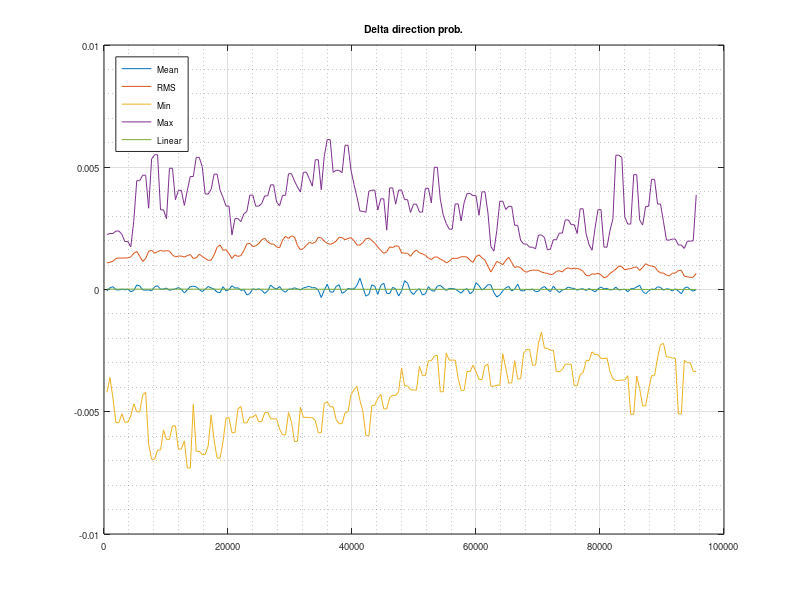 Delta direction prob.
0.01
0.005
0
-0.005
-0.01
Mean
RMS
Min
Max
Linear
0
20000
40000
60000
80000
100000